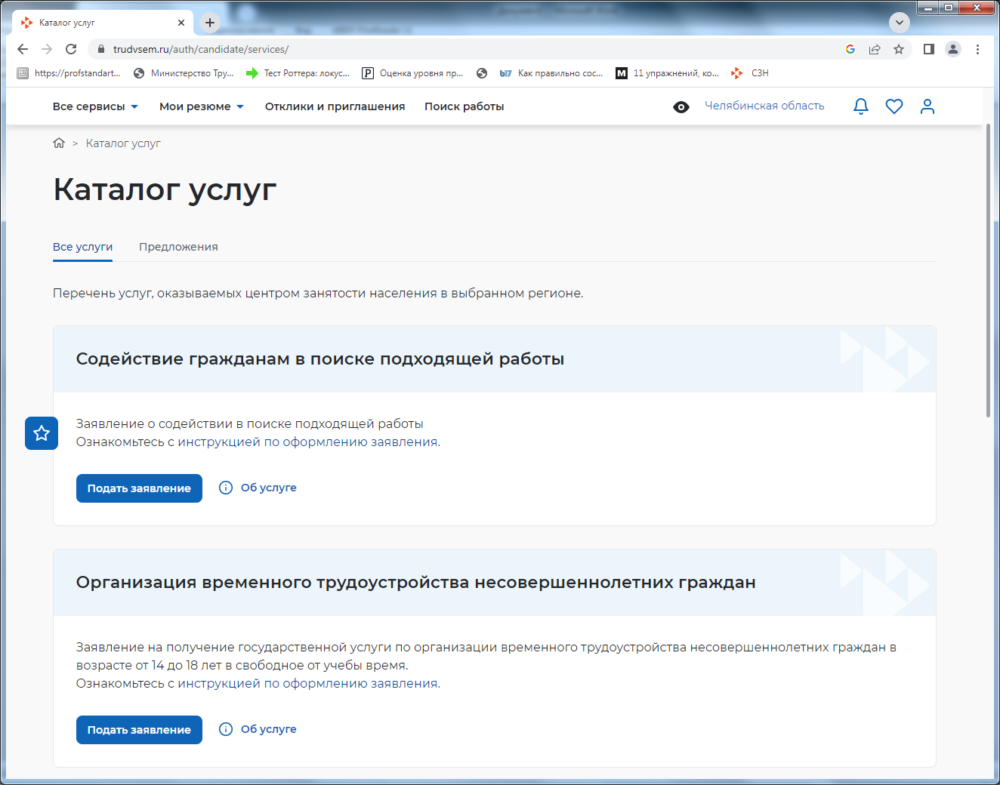 Каталог услуг
trudvsem.ru/auth/candidate/services/
https://profstandart...
Министерство Тру...
Тест Роттера: локус...
Оценка уровня пр...
Как правильно сос...
11 упражнений, ко...
СЗН
Все сервисы
Мои резюме
Отклики и приглашения
Поиск работы
Челябинская область
> Каталог услуг
Каталог услуг
Все услуги
Предложения
Перечень услуг, оказываемых центром занятости населения в выбранном регионе.
Содействие гражданам в поиске подходящей работы
Заявление о содействии в поиске подходящей работы
Ознакомьтесь с инструкцией по оформлению заявления.
Подать заявление
Об услуге
Организация временного трудоустройства несовершеннолетних граждан
Заявление на получение государственной услуги по организации временного трудоустройства несовершеннолетних граждан в
возрасте от 14 до 18 лет в свободное от учебы время.
Ознакомьтесь с инструкцией по оформлению заявления.
Подать заявление
Об услуге